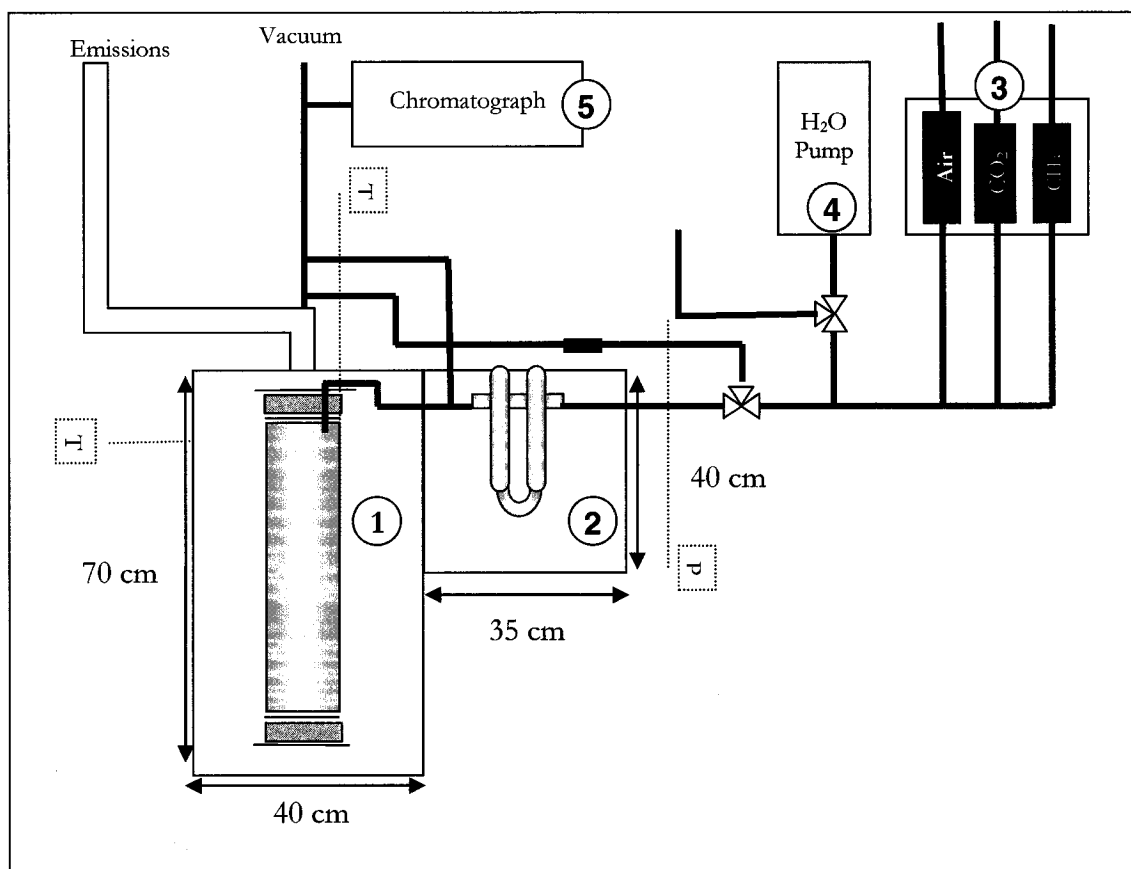 Emissions
Vacuum
Chromatograph
5
H₂O
Pump
4
3
Air
CO₂
T
T
1
2
P
70 cm
40 cm
35 cm
40 cm